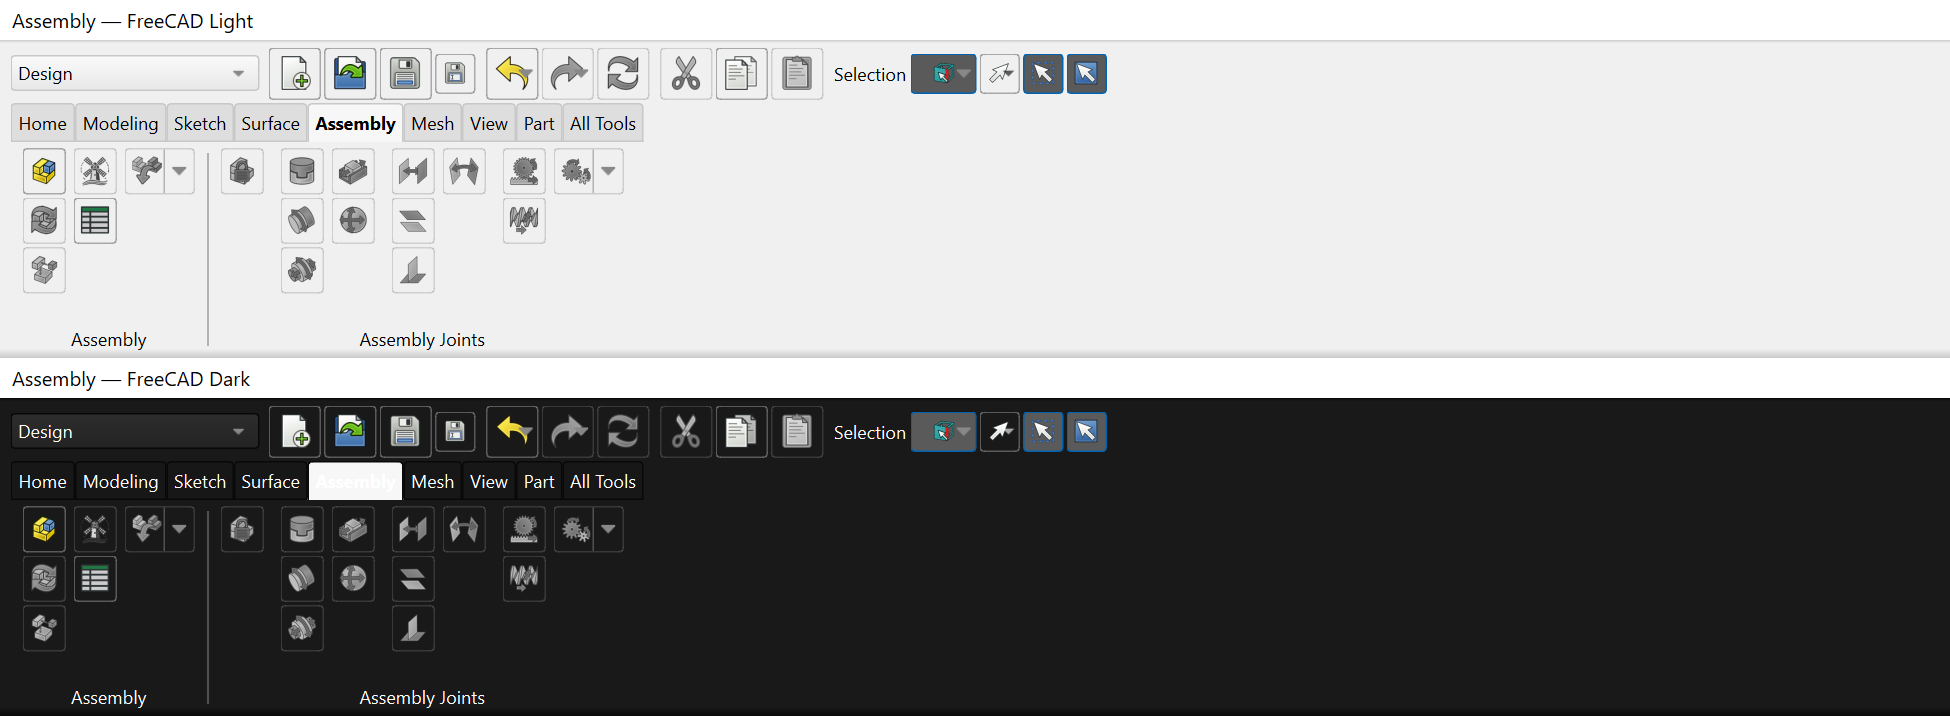 Assembly — FreeCAD Light
Design
Selection
Home Modeling Sketch Surface Assembly Mesh View Part All Tools
Assembly
Assembly Joints
Assembly — FreeCAD Dark
Design
Selection
Home Modeling Sketch Surface Assembly Mesh View Part All Tools
Assembly
Assembly Joints